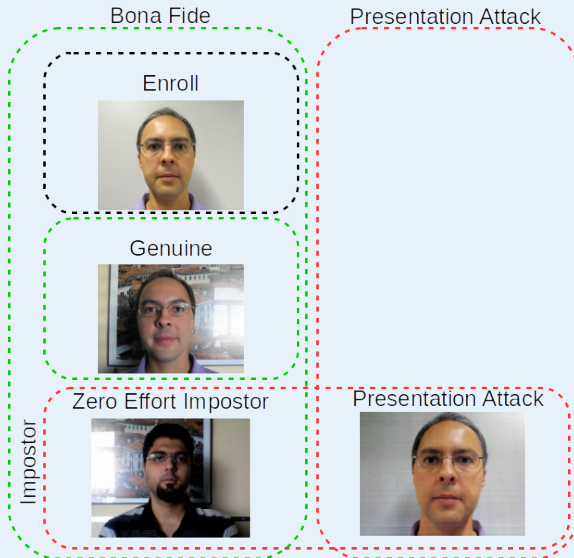 Bona Fide
Presentation Attack
Enroll
Genuine
Zero Effort Impostor
Presentation Attack
Impostor